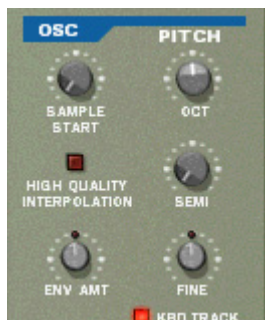 OSC
PITCH
SAMPLE
START
OCT
HIGH QUALITY
INTERPOLATION
SEMI
ENV AMT
FINE
KBD TRACK